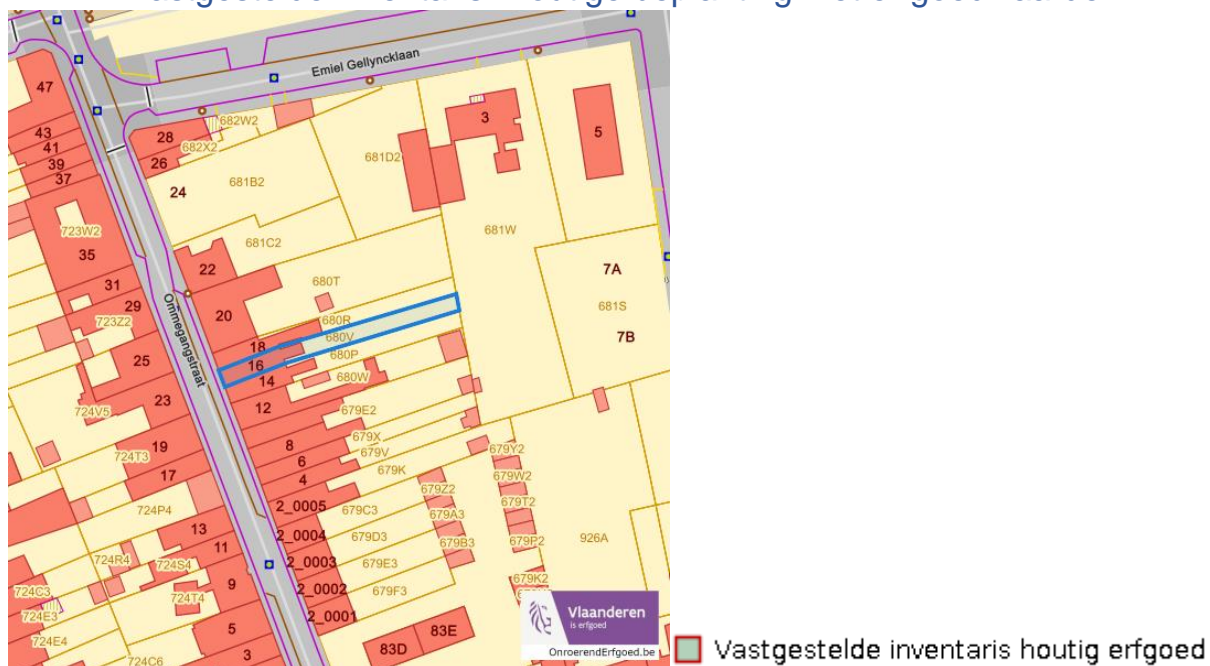 Emiel Gellyncklaan
47
43
41
39
37
28
682W2
682X2
26
3
5
681D2
24
681B2
723W2
35
681C2
681W
22
7A
31
680T
681S
29
20
723Z2
Ommegangstraat
680R
7B
18
680V
25
16
680P
14
680W
23
12
679E2
724V5
679X
8
679V
19
6
679Y2
724T3
679K
4
679W2
17
679Z2
2_0005
679C3
679T2
724P4
679A3
13
2_0004
679D3
679B3
679P2
926A
11
724R4
2_0003
679E3
724S4
679K2
9
2_0002
679F3
724C3
724T4
724E3
2_0001
Vlaanderen
is erfgoed
5
83E
724E4
83D
OnroerendErfgoed.be
Vastgestelde inventaris houtig erfgoed
3
724C6